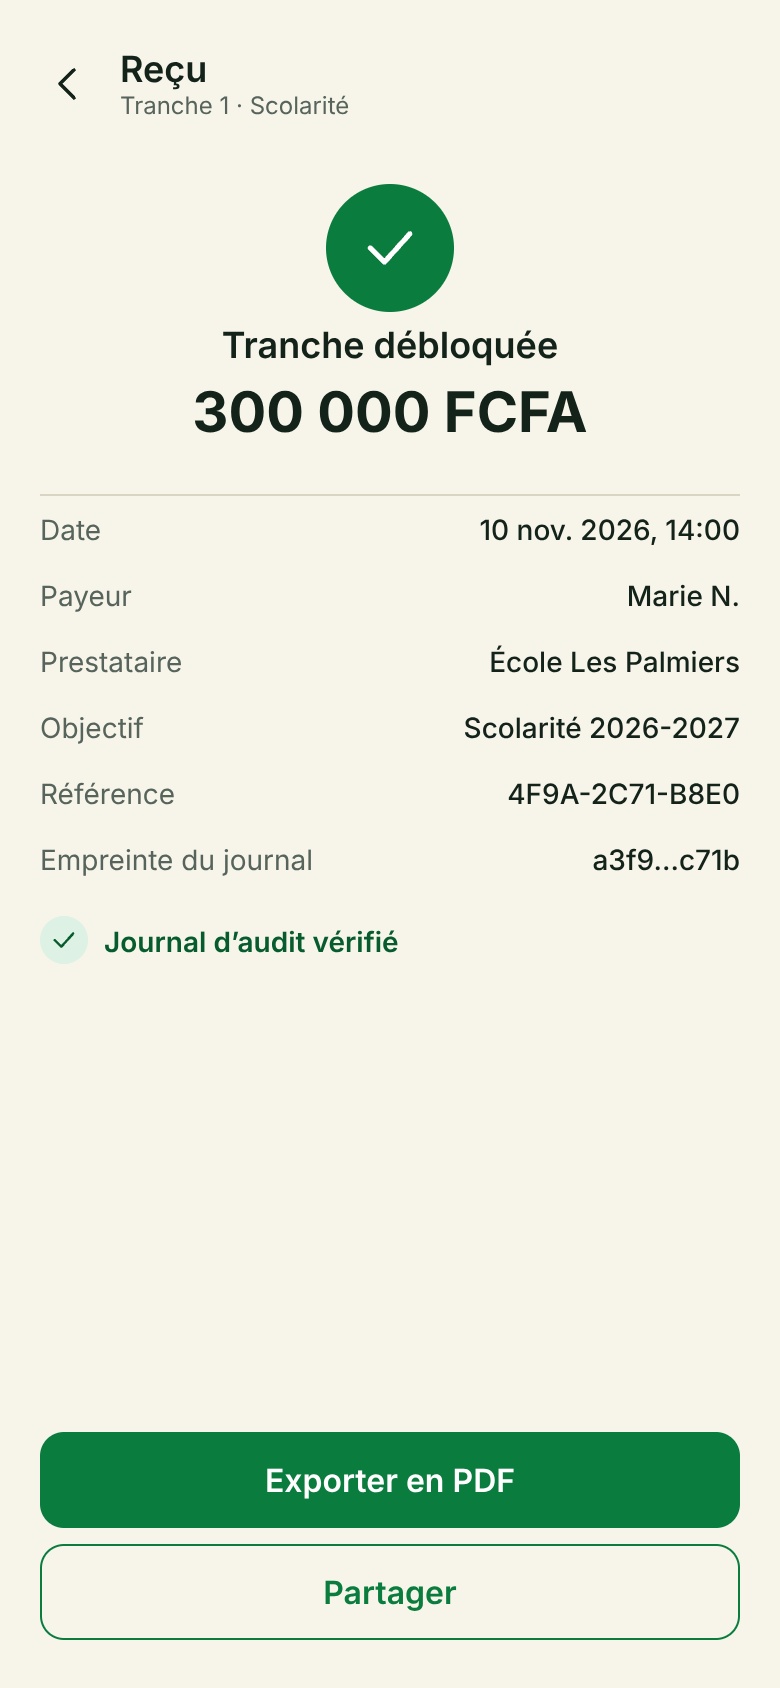 Reçu
Tranche 1 · Scolarité
Tranche débloquée
300 000 FCFA
Date 10 nov. 2026, 14:00
Payeur Marie N.
Prestataire École Les Palmiers
Objectif Scolarité 2026-2027
Référence 4F9A-2C71-B8E0
Empreinte du journal a3f9…c71b
Journal d’audit vérifié
Exporter en PDF
Partager